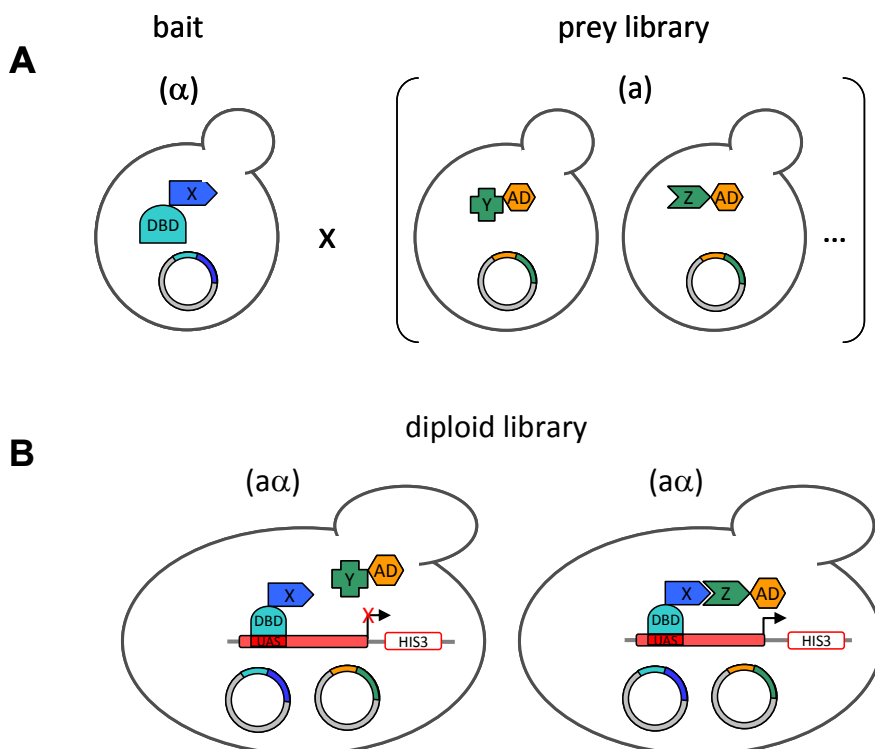 bait prey library
A
(α) (a)
X Y AD Z AD
DBD
X ...
diploid library
B
(aα) (aα)
X Y AD X Z AD
DBD X DBD
UAS HIS3 UAS HIS3